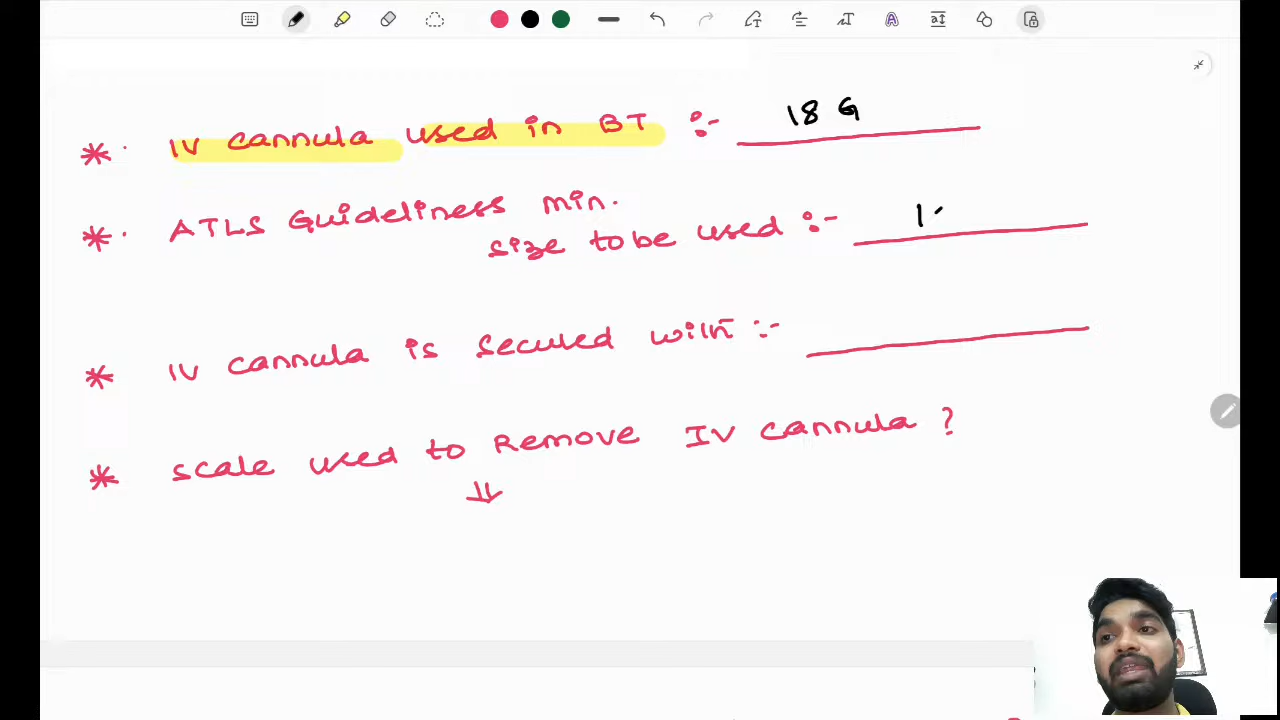 * IV cannula used in BT :- 18 G
* ATLS Guideliness min.
size to be used :- 1
* IV cannula is secured with :-
* scale used to Remove IV cannula ?